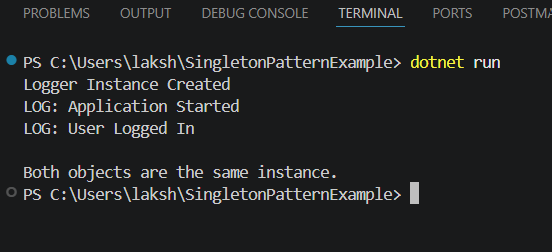 PROBLEMS OUTPUT DEBUG CONSOLE TERMINAL PORTS POSTMA
PS C:\Users\laksh\SingletonPatternExample> dotnet run
Logger Instance Created
LOG: Application Started
LOG: User Logged In
Both objects are the same instance.
PS C:\Users\laksh\SingletonPatternExample>